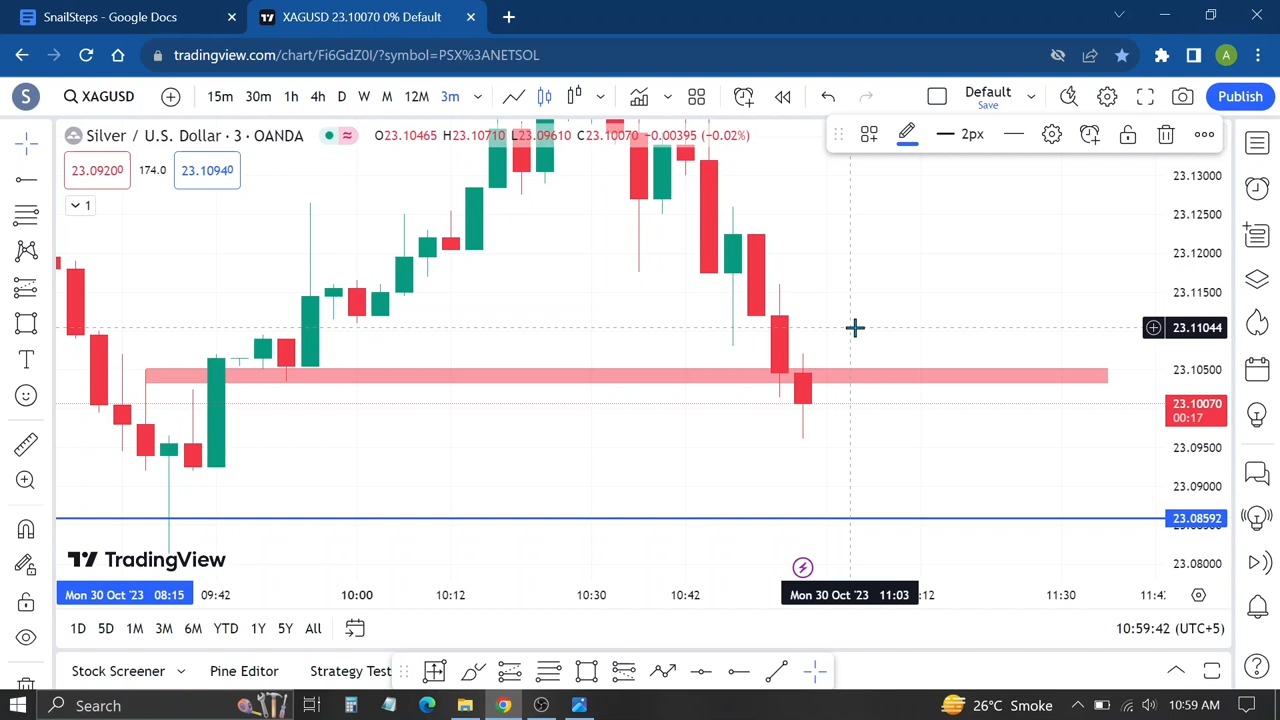 SnailSteps - Google Docs
XAGUSD 23.10070 0% Default
tradingview.com/chart/Fi6GdZ0I/?symbol=PSX%3ANETSOL
A
S
XAGUSD
15m 30m 1h 4h D W M 12M 3m
Default
Save
Publish
Silver / U.S. Dollar · 3 · OANDA
O23.10465 H23.10710 L23.09610 C23.10070 −0.00395 (−0.02%)
2px
23.09200
174.0
23.10940
1
23.13000
23.12500
23.12000
23.11500
23.11044
23.10500
23.10070
00:17
23.09500
23.09000
23.08592
23.08000
TradingView
Mon 30 Oct '23 08:15
09:42
10:00
10:12
10:30
10:42
Mon 30 Oct '23 11:03
:12
11:30
1D 5D 1M 3M 6M YTD 1Y 5Y All
10:59:42 (UTC+5)
Stock Screener
Pine Editor
Strategy Test
Search
26°C Smoke
10:59 AM